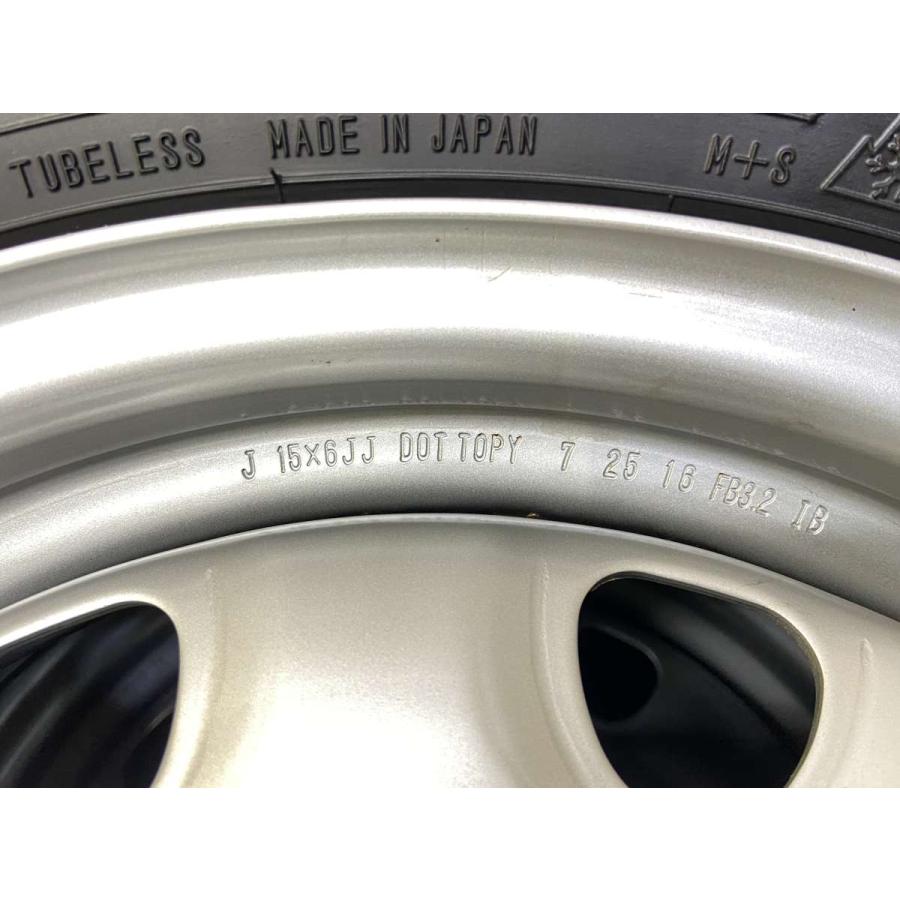 TUBELESS MADE IN JAPAN M+S
J 15X6JJ DOT TOPY 7 25 16 FB3.2 IB